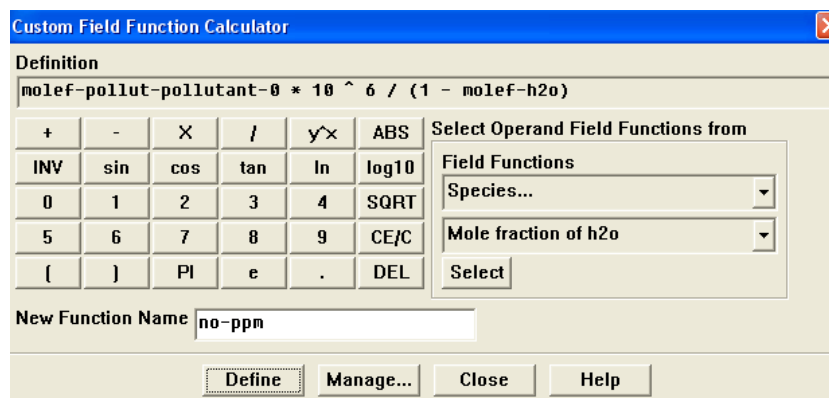 Custom Field Function Calculator
Definition
molef-pollut-pollutant-0 * 10 ^ 6 / (1 - molef-h2o)
+ - X / y^x ABS
INV sin cos tan ln log10
0 1 2 3 4 SQRT
5 6 7 8 9 CE/C
( ) PI e . DEL
Select Operand Field Functions from
Field Functions
Species...
Mole fraction of h2o
Select
New Function Name no-ppm
Define Manage... Close Help